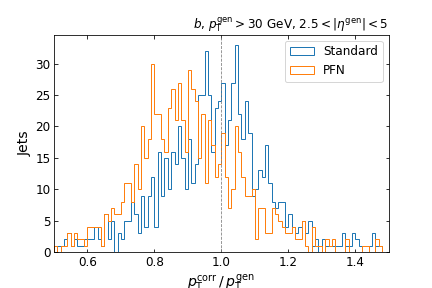 b, p_T^gen > 30 GeV, 2.5 < |η^gen| < 5
Standard
PFN
30
25
20
15
10
5
0
Jets
0.6 0.8 1.0 1.2 1.4
p_T^corr / p_T^gen